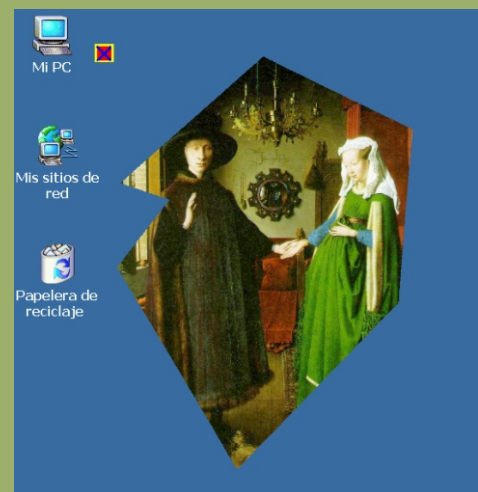 Mi PC
Mis sitios de
red
Papelera de
reciclaje